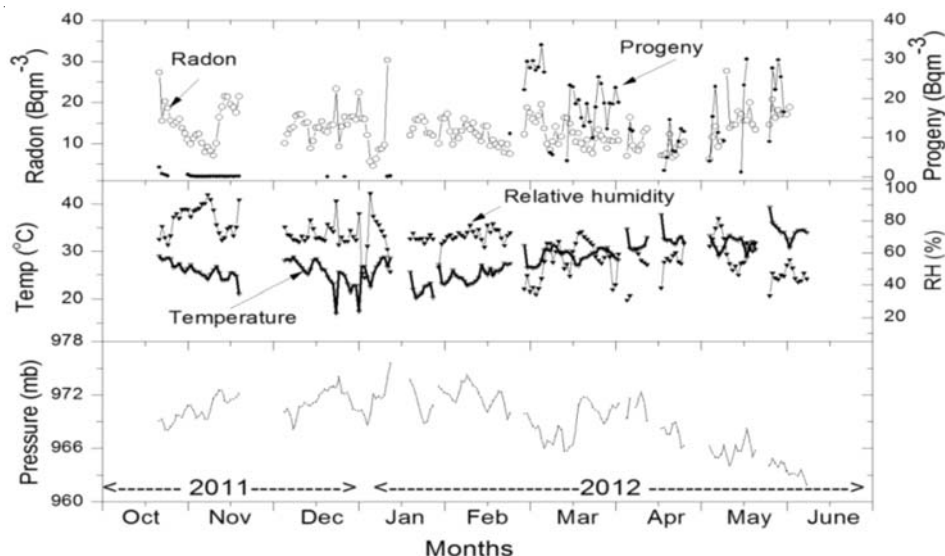 40 40
Radon Progeny
30 30
20 20
10 10
0
Radon (Bqm-3)
Progeny (Bqm-3)
100
40 Relative humidity 80
30 60
40
20 Temperature 20
Temp (°C)
RH (%)
978
972
966
960
Pressure (mb)
2011 2012
Oct Nov Dec Jan Feb Mar Apr May June
Months